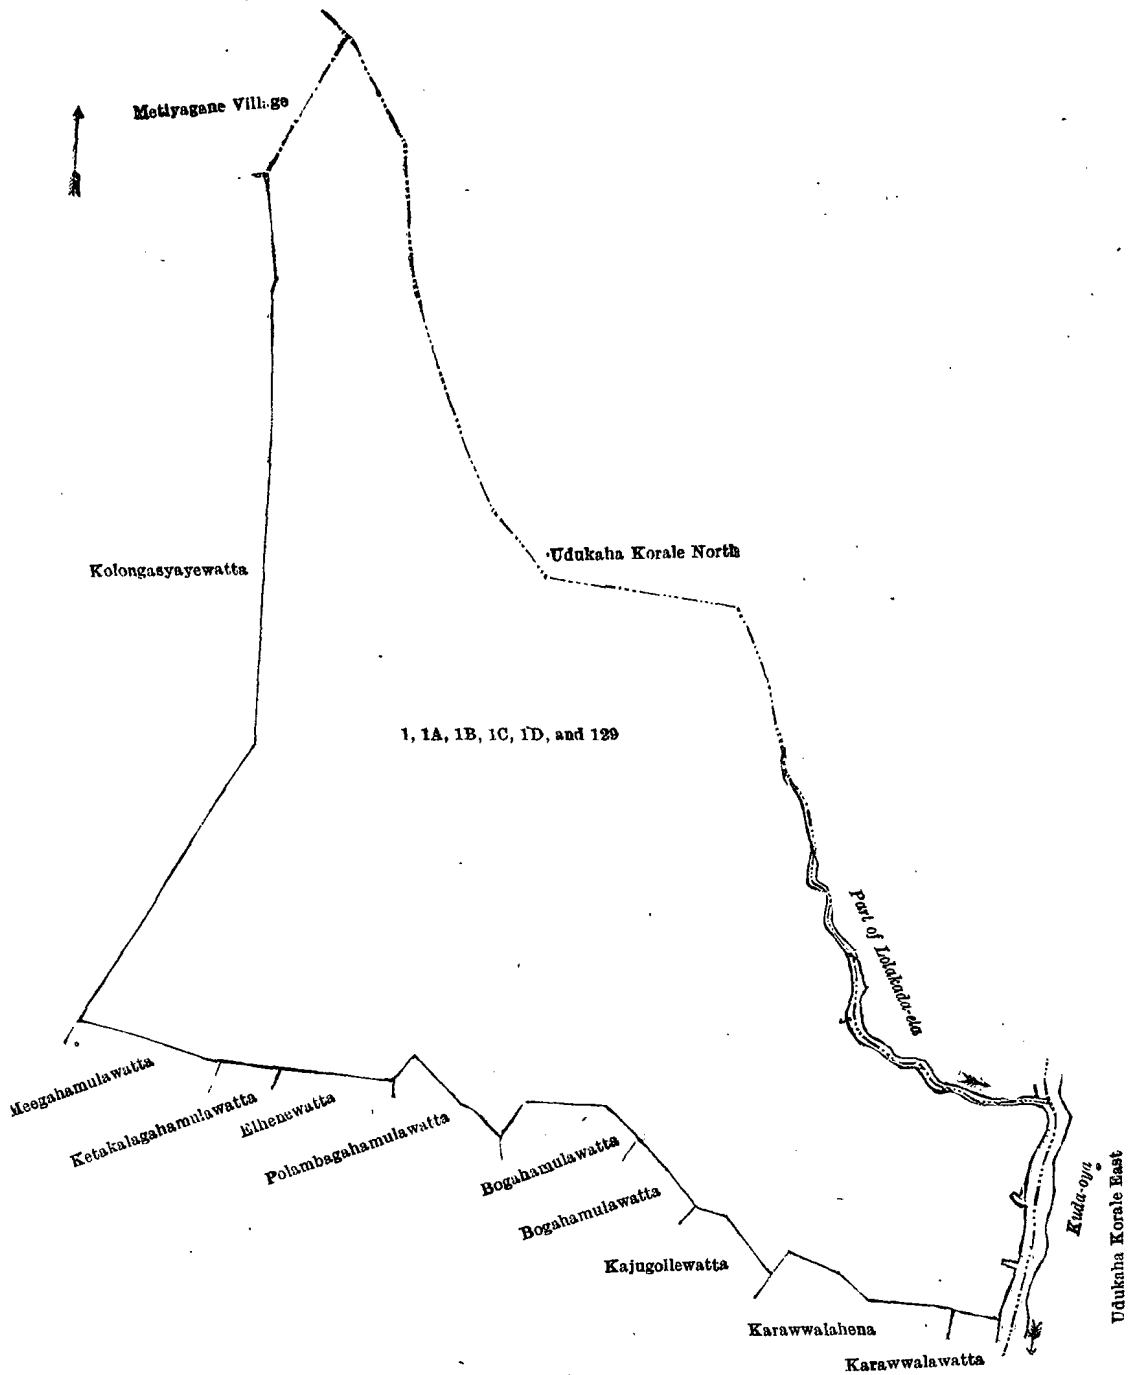 Metiyagane Village
Udukaha Korale North
Kolongasyayewatta
1, 1A, 1B, 1C, 1D, and 129
Part of Lolakada-ela
Meegahamulawatta
Ketakalagahamulawatta
Elhenewatta
Polambagahamulawatta
Bogahamulawatta
Bogahamulawatta
Kajugollewatta
Karawwalahena
Karawwalawatta
Kuda-oya
Udukaha Korale East